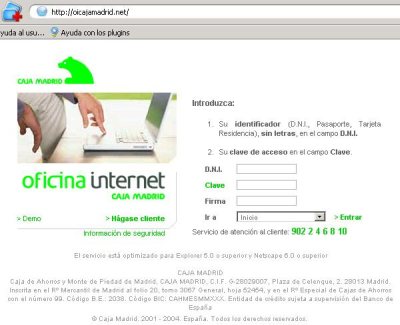 http://oicajamadrid.net/
yuda al usu...
Ayuda con los plugins
CAJA MADRID
Introduzca:
1. Su identificador (D.N.I., Pasaporte, Tarjeta
Residencia), sin letras, en el campo D.N.I.
2. Su clave de acceso en el campo Clave.
oficina internet
CAJA MADRID
D.N.I.
Clave
Firma
Ir a Inicio > Entrar
> Demo > Hágase cliente
Servicio de atención al cliente: 902 2 4 6 8 10
Información de seguridad
El servicio está optimizado para Explorer 5.0 o superior y Netscape 6.0 o superior
CAJA MADRID
Caja de Ahorros y Monte de Piedad de Madrid, CAJA MADRID, C.I.F. G-28029007, Plaza de Celenque, 2. 28013 Madrid.
Inscrita en el Rº Mercantil de Madrid al folio 20, tomo 3067 General, hoja 52464, y en el Rº Especial de Cajas de Ahorros
con el número 99. Código B.E.: 2038. Código BIC: CAHMESMMXXX. Entidad de crédito sujeta a supervisión del Banco de
España
© Caja Madrid. 2001 - 2004. España. Todos los derechos reservados.